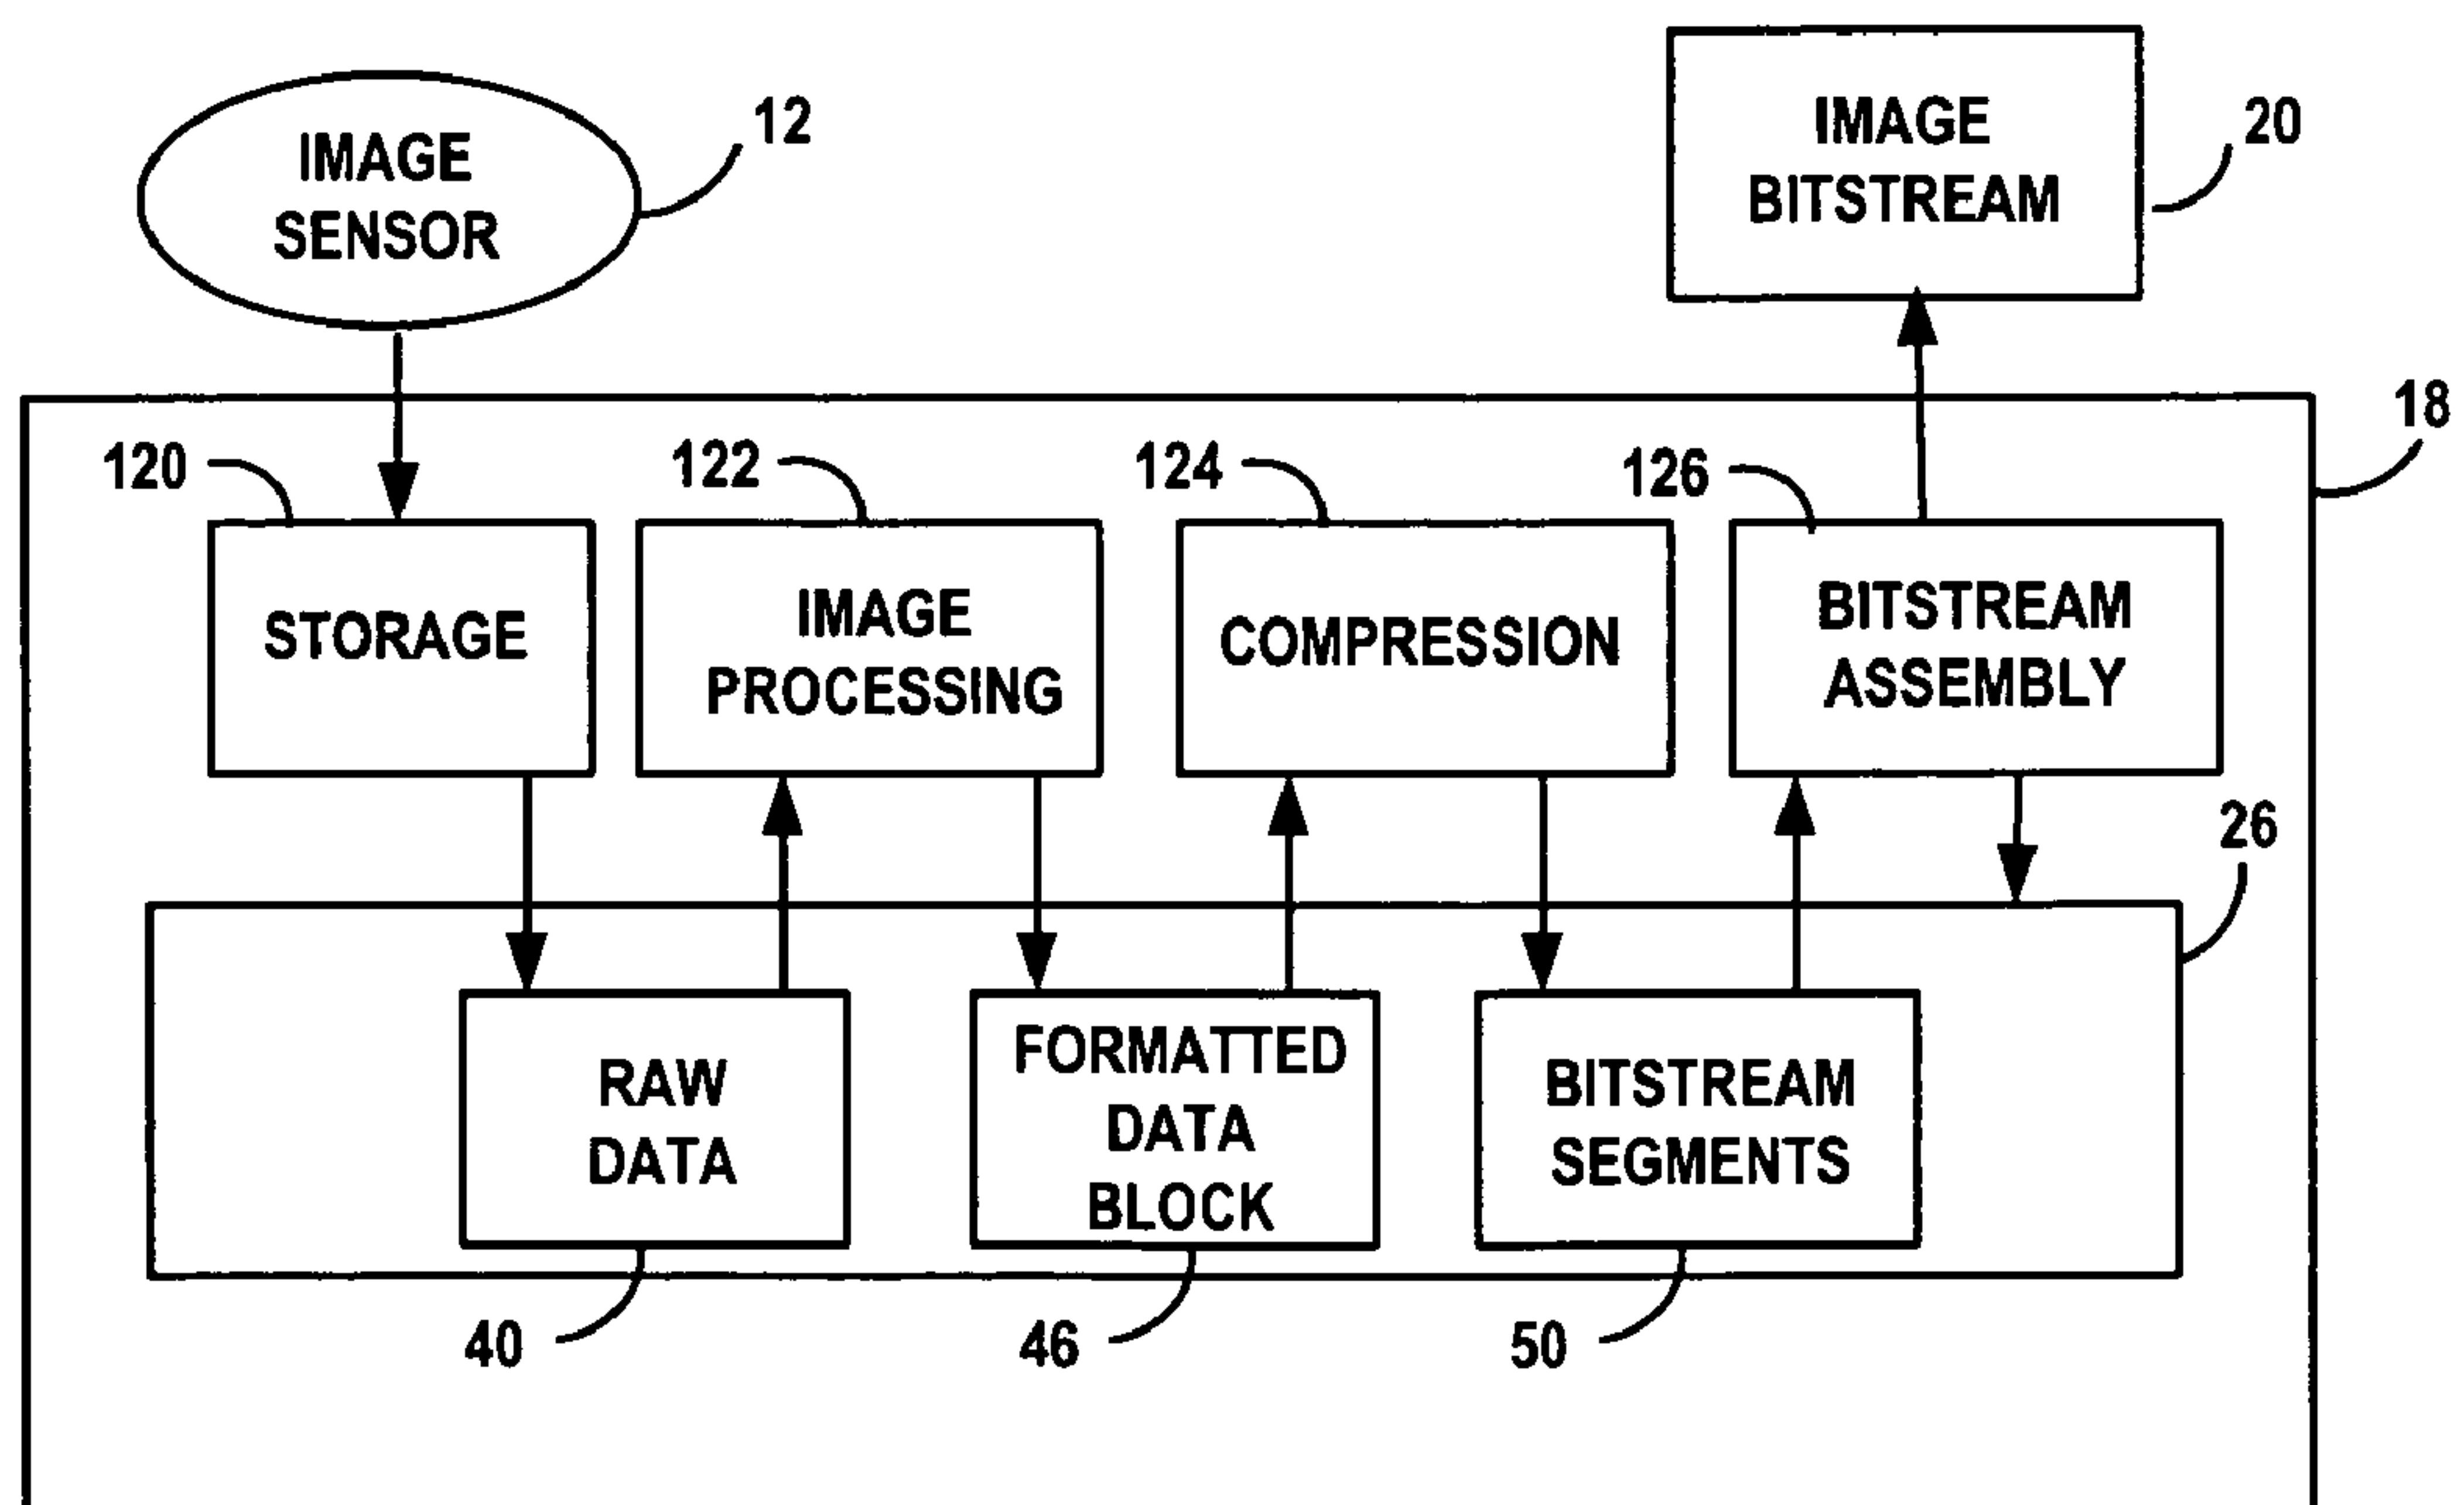 IMAGE
SENSOR
12
IMAGE
BITSTREAM
20
18
120
122
124
126
STORAGE
IMAGE
PROCESSING
COMPRESSION
BITSTREAM
ASSEMBLY
26
RAW
DATA
FORMATTED
DATA
BLOCK
BITSTREAM
SEGMENTS
40
46
50